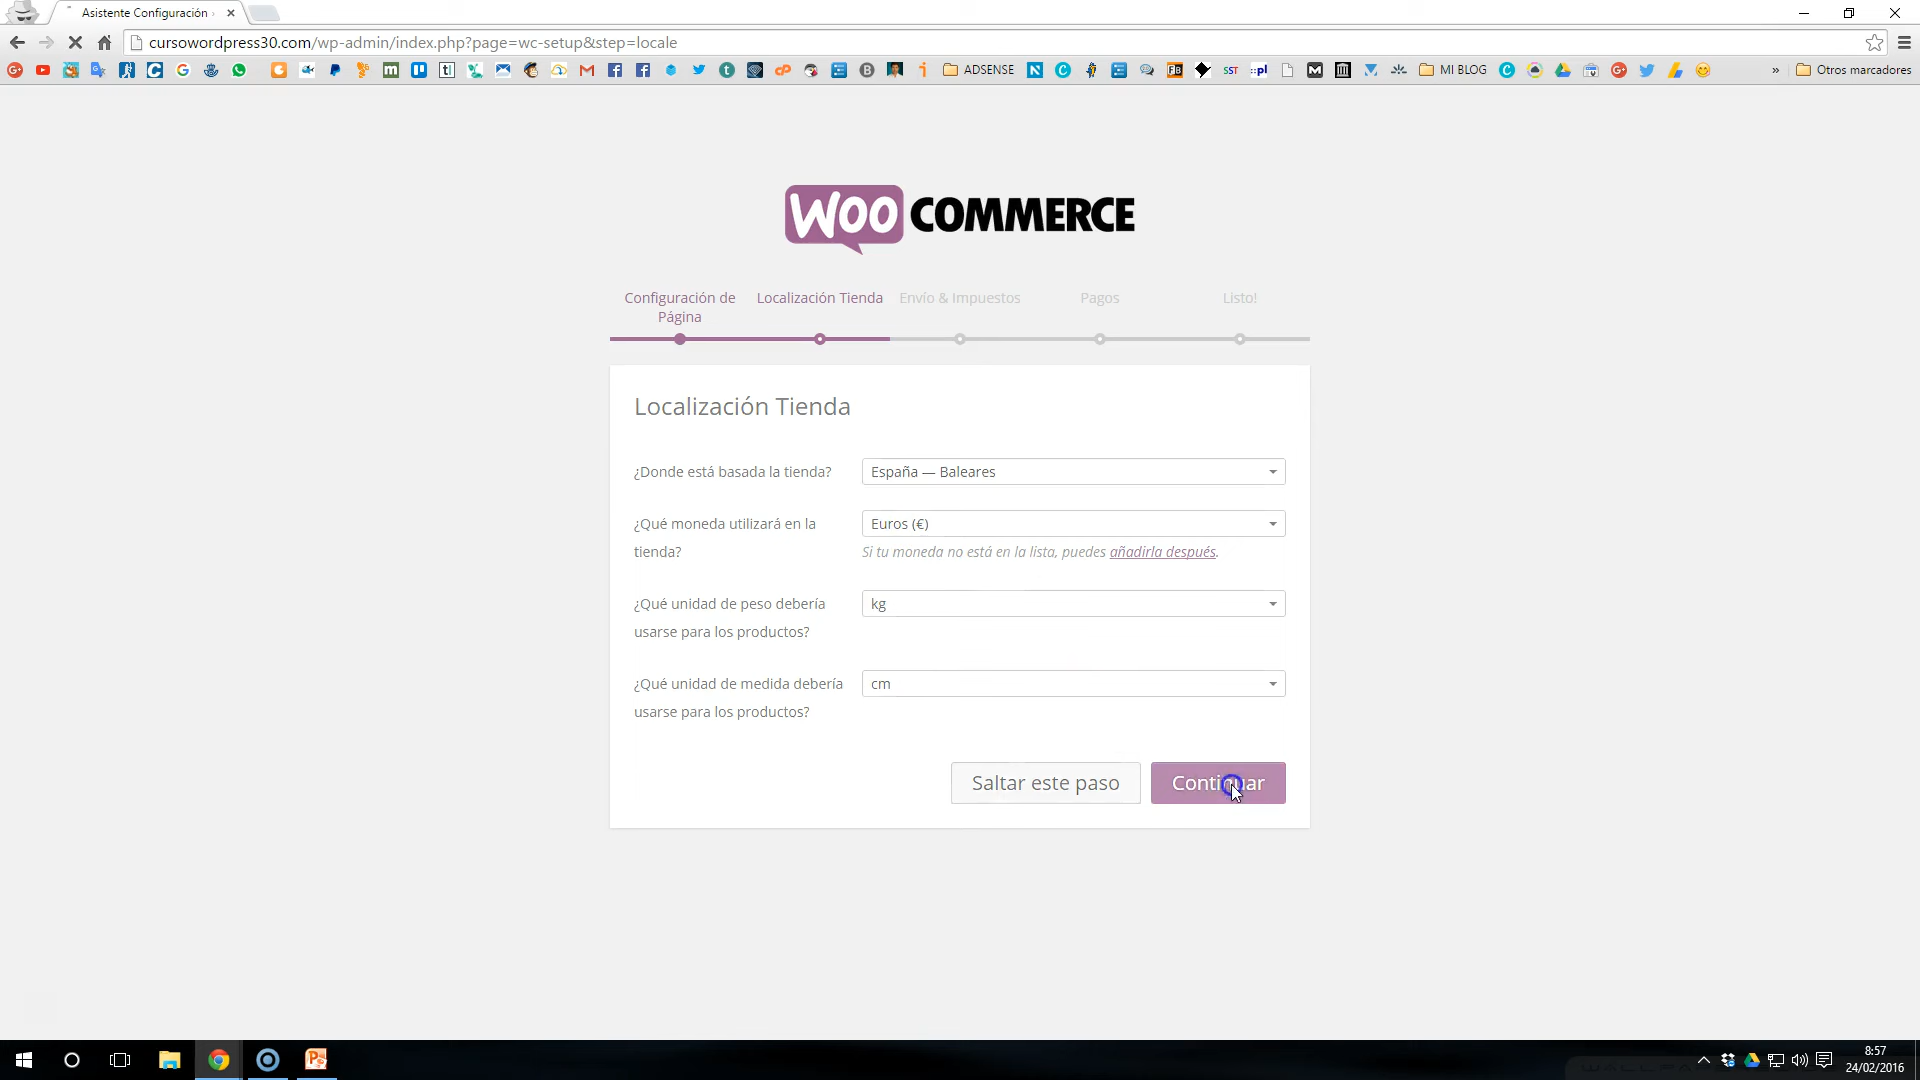 Asistente Configuración ›
cursowordpress30.com/wp-admin/index.php?page=wc-setup&step=locale
ADSENSE
MI BLOG
» Otros marcadores
WOO COMMERCE
Configuración de
Página
Localización Tienda
Envío & Impuestos
Pagos
Listo!
Localización Tienda
¿Donde está basada la tienda?
España — Baleares
¿Qué moneda utilizará en la
tienda?
Euros (€)
Si tu moneda no está en la lista, puedes añadirla después.
¿Qué unidad de peso debería
usarse para los productos?
kg
¿Qué unidad de medida debería
usarse para los productos?
cm
Saltar este paso
Continuar
8:57
24/02/2016